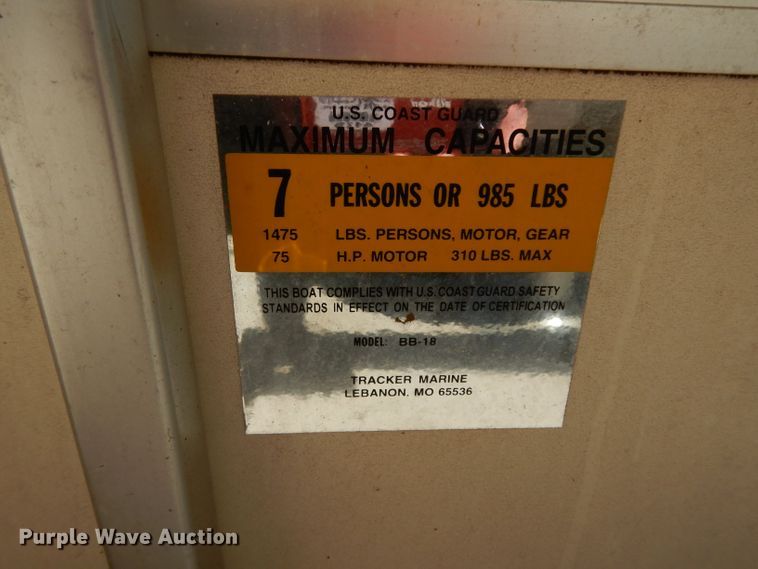 U.S. COAST GUARD
MAXIMUM CAPACITIES
7 PERSONS OR 985 LBS
1475 LBS. PERSONS, MOTOR, GEAR
75 H.P. MOTOR 310 LBS. MAX
THIS BOAT COMPLIES WITH U.S. COAST GUARD SAFETY
STANDARDS IN EFFECT ON THE DATE OF CERTIFICATION
MODEL: BB-18
TRACKER MARINE
LEBANON, MO 65536
Purple Wave Auction